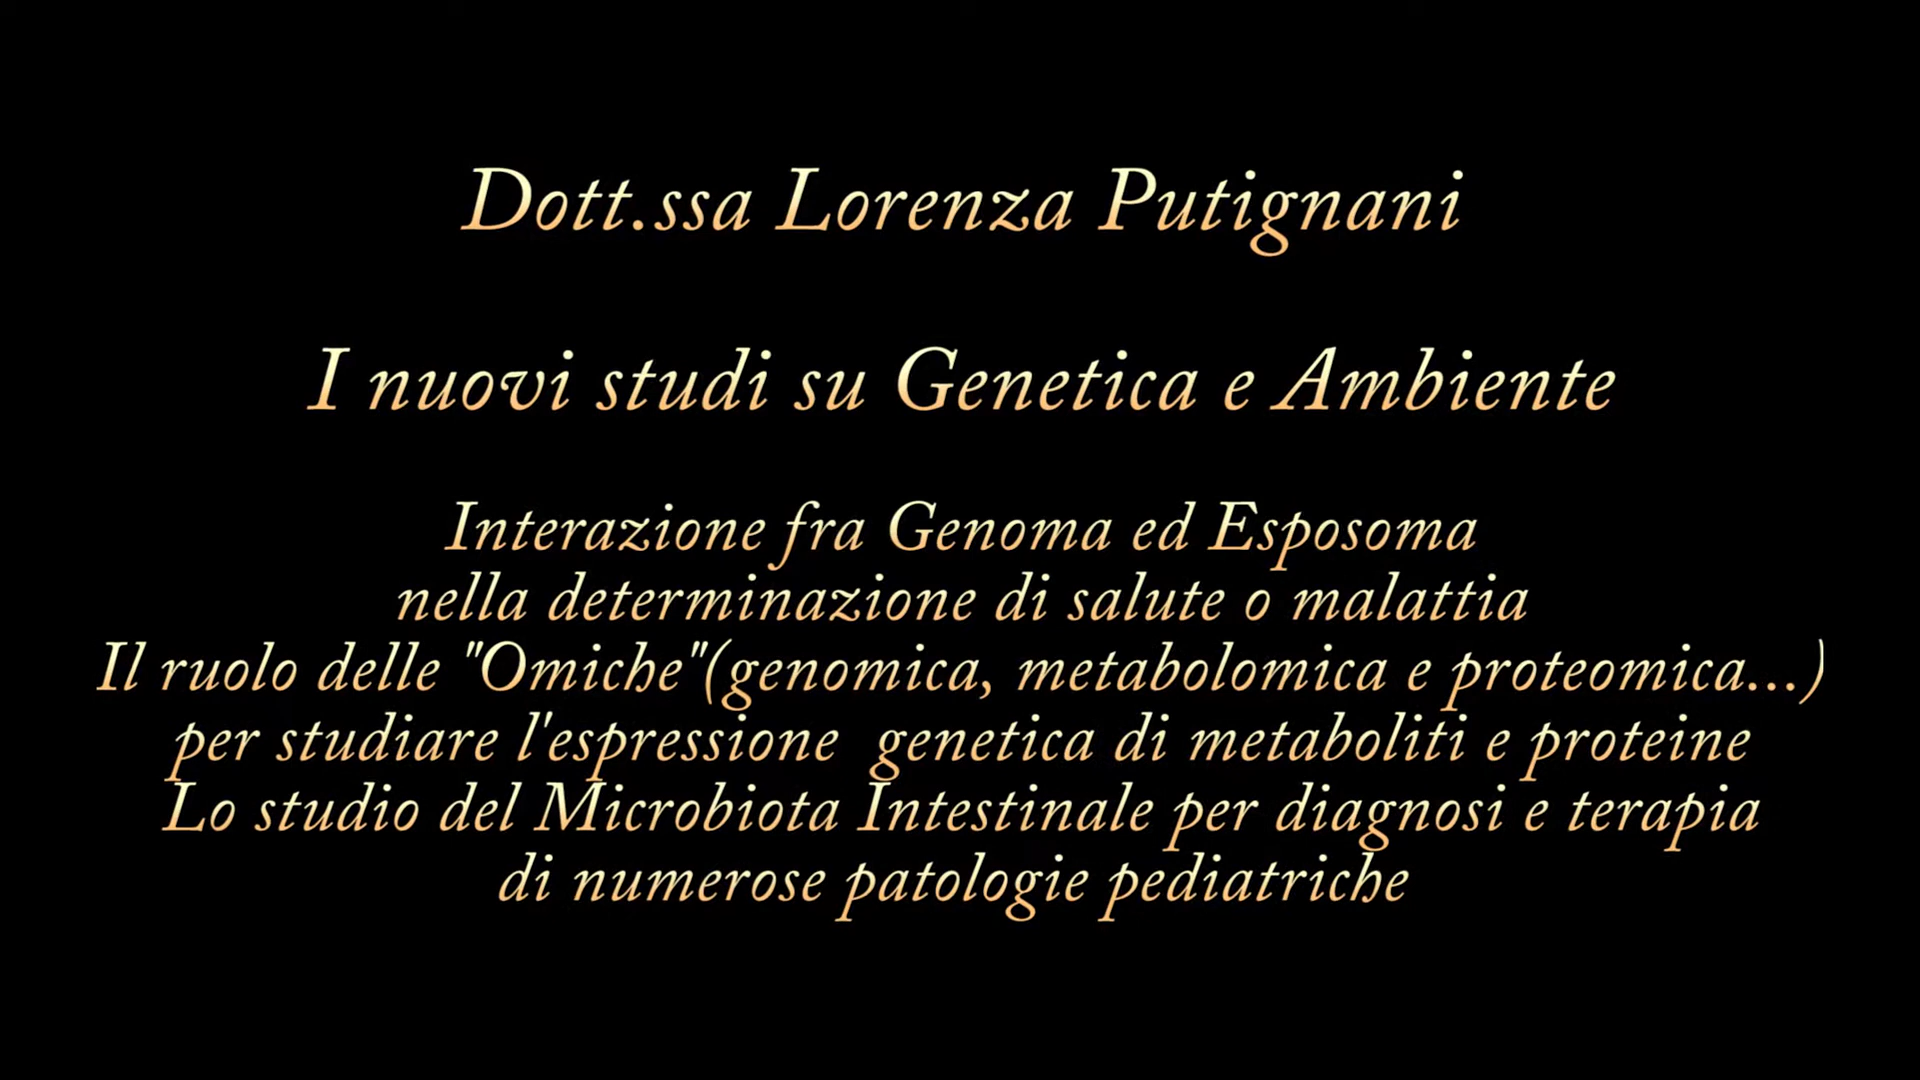 Dott.ssa Lorenza Putignani
I nuovi studi su Genetica e Ambiente
Interazione fra Genoma ed Esposoma
nella determinazione di salute o malattia
Il ruolo delle "Omiche"(genomica, metabolomica e proteomica...)
per studiare l'espressione  genetica di metaboliti e proteine
Lo studio del Microbiota Intestinale per diagnosi e terapia
di numerose patologie pediatriche